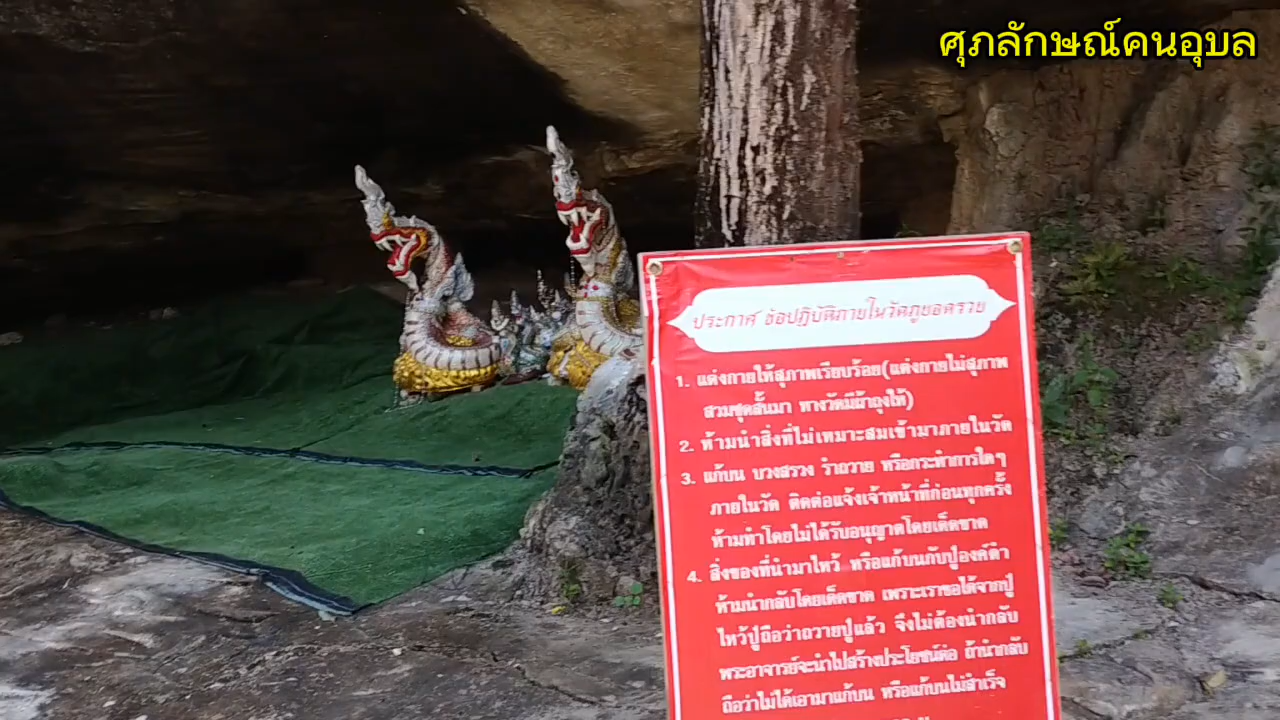 ศุภลักษณ์คนอุบล
ประกาศ ข้อปฏิบัติภายในวัดภูยอดรวย
1. แต่งกายให้สุภาพเรียบร้อย(แต่งกายไม่สุภาพ
สวมชุดสั้นมา ทางวัดมีผ้าถุงให้)
2. ห้ามนำสิ่งที่ไม่เหมาะสมเข้ามาภายในวัด
3. แก้บน บวงสรวง รำถวาย หรือกระทำการใดๆ
ภายในวัด ติดต่อแจ้งเจ้าหน้าที่ก่อนทุกครั้ง
ห้ามทำโดยไม่ได้รับอนุญาตโดยเด็ดขาด
4. สิ่งของที่นำมาไหว้ หรือแก้บนกับปู่องค์ดำ
ห้ามนำกลับโดยเด็ดขาด เพราะเราขอได้จากปู่
ไหว้ปู่ถือว่าถวายปู่แล้ว จึงไม่ต้องนำกลับ
พระอาจารย์จะนำไปสร้างประโยชน์ต่อ ถ้านำกลับ
ถือว่าไม่ได้เอามาแก้บน หรือแก้บนไม่สำเร็จ